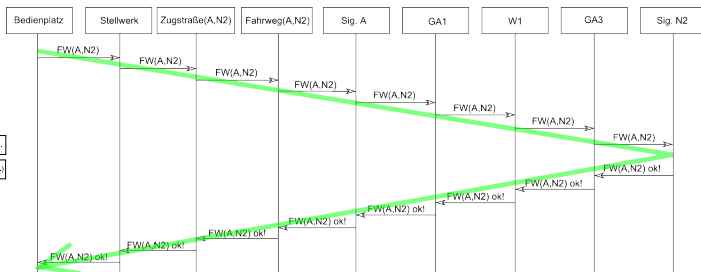 Bedienplatz
Stellwerk
Zugstraße(A,N2)
Fahrweg(A,N2)
Sig. A
GA1
W1
GA3
Sig. N2
FW(A,N2)
FW(A,N2)
FW(A,N2)
FW(A,N2)
FW(A,N2)
FW(A,N2)
FW(A,N2)
FW(A,N2)
FW(A,N2) ok!
FW(A,N2) ok!
FW(A,N2) ok!
FW(A,N2) ok!
FW(A,N2) ok!
FW(A,N2) ok!
FW(A,N2) ok!
FW(A,N2) ok!